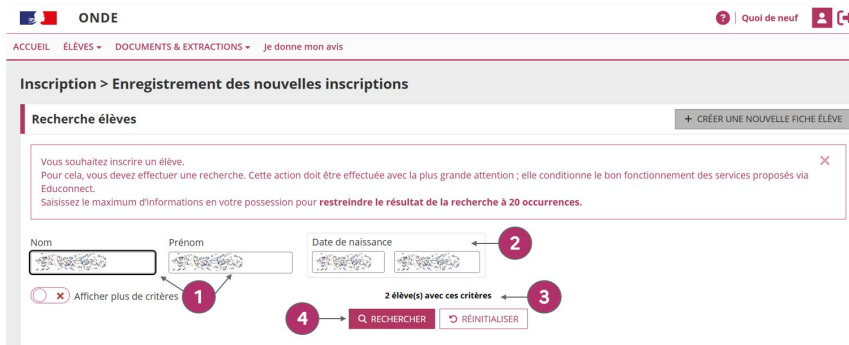 ONDE
? Quoi de neuf
ACCUEIL ÉLÈVES DOCUMENTS & EXTRACTIONS Je donne mon avis
Inscription > Enregistrement des nouvelles inscriptions
Recherche élèves
+ CRÉER UNE NOUVELLE FICHE ÉLÈVE
Vous souhaitez inscrire un élève.
Pour cela, vous devez effectuer une recherche. Cette action doit être effectuée avec la plus grande attention ; elle conditionne le bon fonctionnement des services proposés via
Educonnect.
Saisissez le maximum d'informations en votre possession pour restreindre le résultat de la recherche à 20 occurrences.
Nom Prénom Date de naissance 2
Afficher plus de critères 1 2 élève(s) avec ces critères 3
4 RECHERCHER RÉINITIALISER